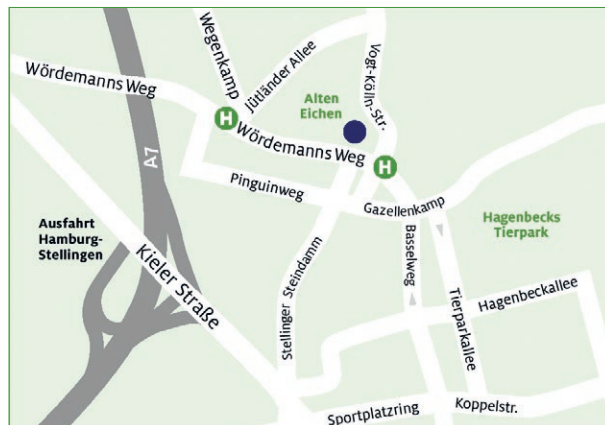 Wördemanns Weg
Wegenkamp
Jütländer Allee
Vogt-Kölln-Str.
Alten
Eichen
H
Wördemanns Weg
H
A7
Pinguinweg
Gazellenkamp
Ausfahrt
Hamburg-
Stellingen
Kieler Straße
Stellinger Steindamm
Basselweg
Hagenbecks
Tierpark
Tierparkallee
Hagenbeckallee
Sportplatzring
Koppelstr.